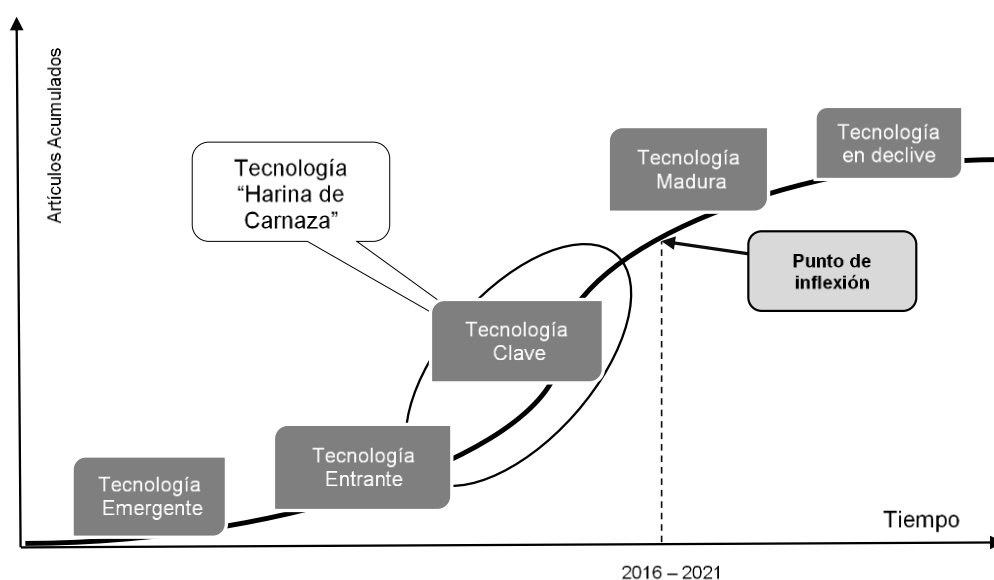 Artículos Acumulados
Tecnología
“Harina de
Carnaza”
Tecnología
Emergente
Tecnología
Entrante
Tecnología
Clave
Tecnología
Madura
Tecnología
en declive
Punto de
inflexión
Tiempo
2016 – 2021